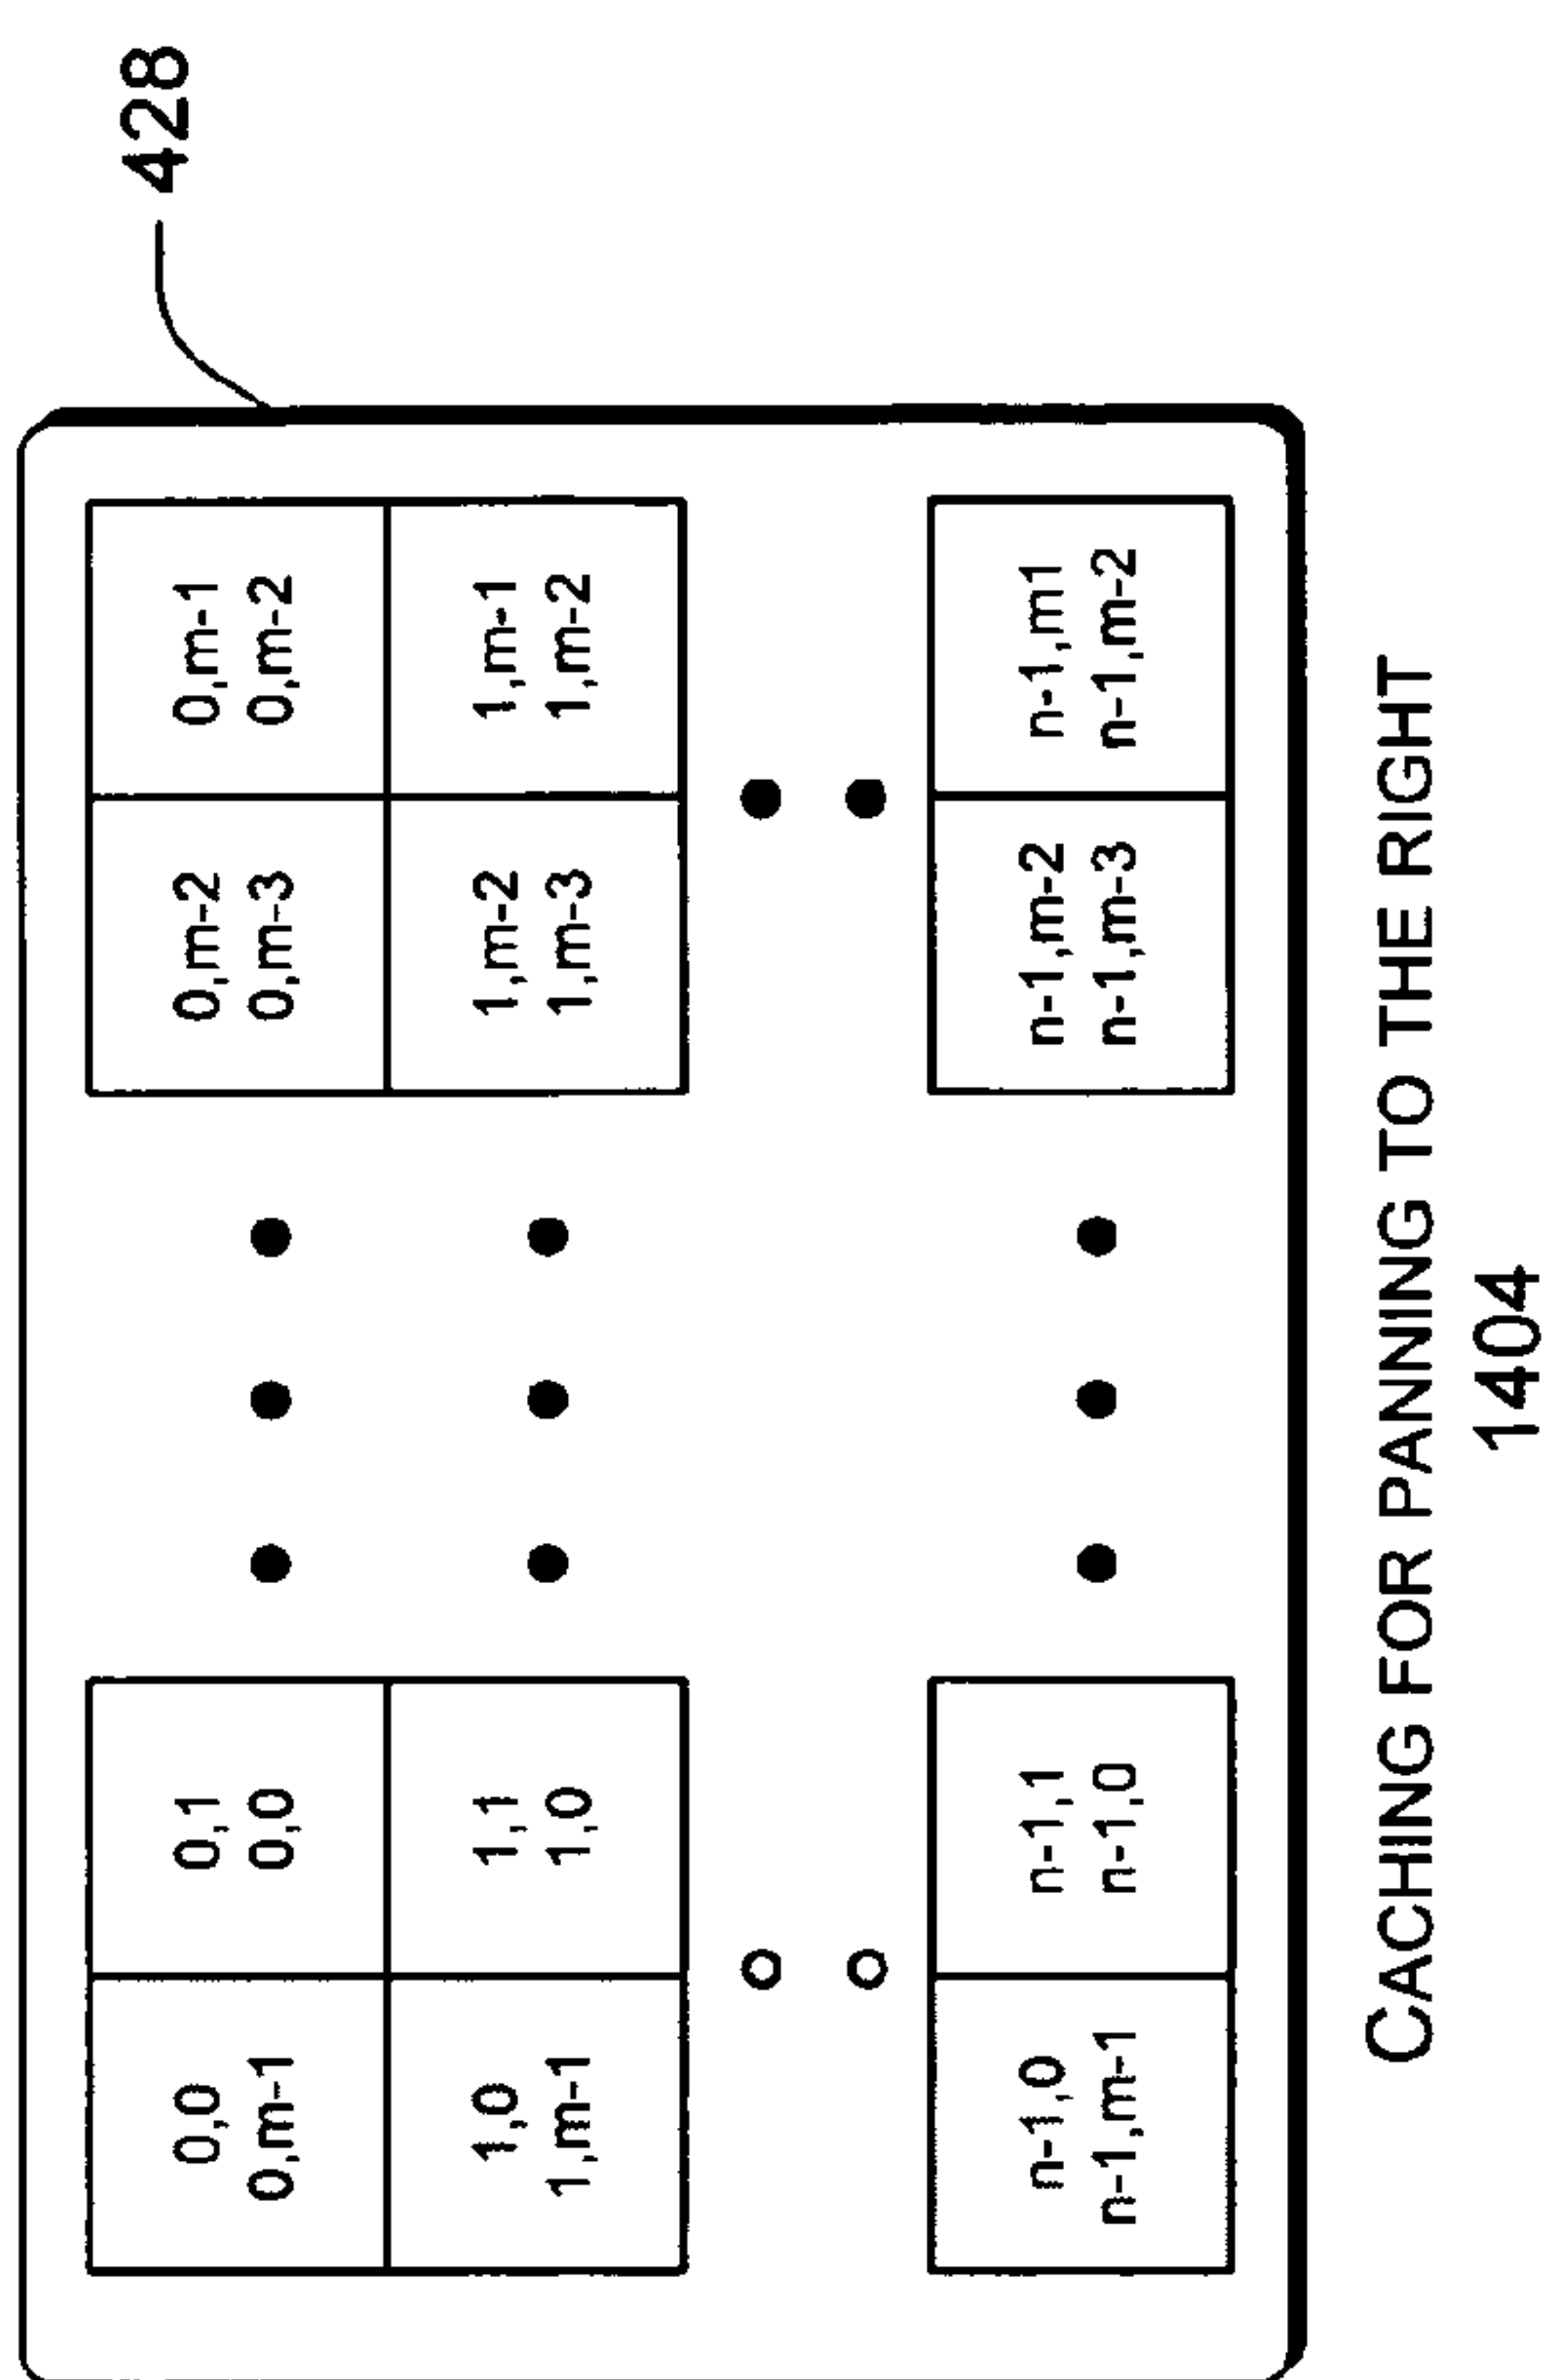 428
0,0
0,m-1
0,1
0,0
0,m-2
0,m-3
0,m-1
0,m-2
1,0
1,m-1
1,1
1,0
1,m-2
1,m-3
1,m-1
1,m-2
n-1,0
n-1,m-1
n-1,1
n-1,0
n-1,m-2
n-1,m-3
n-1,m1
n-1,m-2
CACHING FOR PANNING TO THE RIGHT
1404